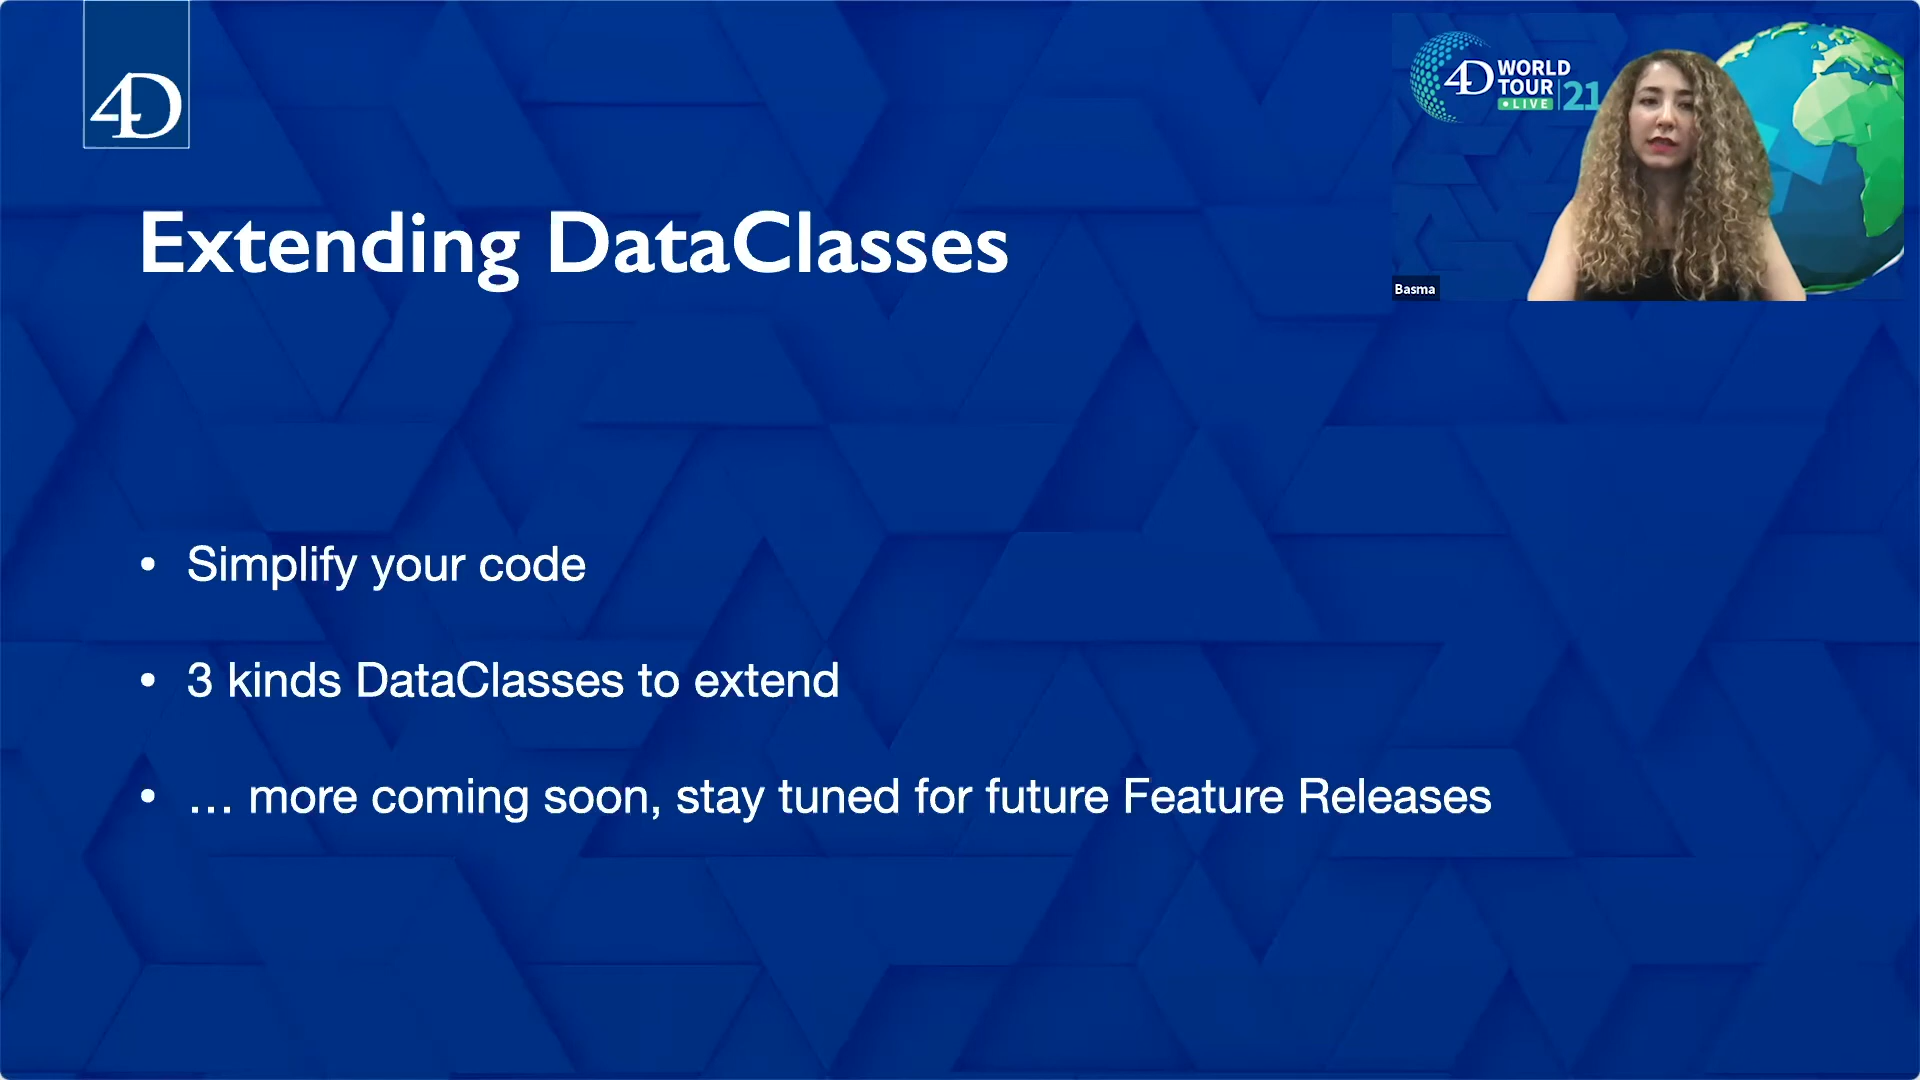 4D
4D WORLD
TOUR
• LIVE
21
Basma
Extending DataClasses
• Simplify your code
• 3 kinds DataClasses to extend
• … more coming soon, stay tuned for future Feature Releases